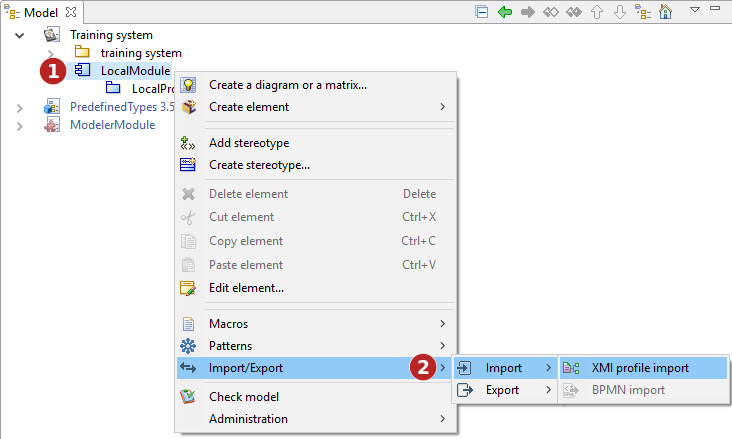 Model
Training system
training system
1
LocalModule
LocalPro
PredefinedTypes 3.5
ModelerModule
Create a diagram or a matrix...
Create element
Add stereotype
Create stereotype...
Delete element Delete
Cut element Ctrl+X
Copy element Ctrl+C
Paste element Ctrl+V
Edit element...
Macros
Patterns
Import/Export 2
Import
XMI profile import
Export
BPMN import
Check model
Administration